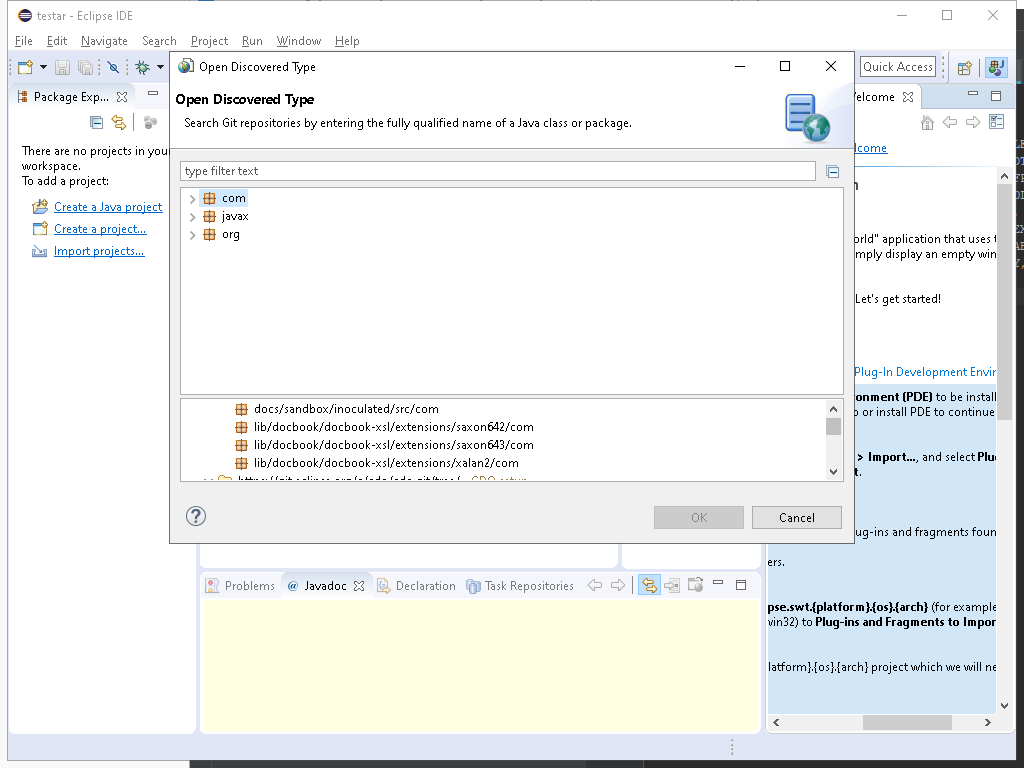 testar - Eclipse IDE
File Edit Navigate Search Project Run Window Help
Quick Access
Package Exp...
There are no projects in your
workspace.
To add a project:
Create a Java project
Create a project...
Import projects...
Open Discovered Type
Open Discovered Type
Search Git repositories by entering the fully qualified name of a Java class or package.
type filter text
com
javax
org
docs/sandbox/inoculated/src/com
lib/docbook/docbook-xsl/extensions/saxon642/com
lib/docbook/docbook-xsl/extensions/saxon643/com
lib/docbook/docbook-xsl/extensions/xalan2/com
?
OK
Cancel
elcome
come
orld" application that uses
mply display an empty win
Let's get started!
Plug-In Development Envir
onment (PDE) to be install
or install PDE to continue
> Import..., and select Plu
t.
ug-ins and fragments foun
ers.
pse.swt.{platform}.{os}.{arch} (for example
win32) to Plug-ins and Fragments to Impor
latform}.{os}.{arch} project which we will ne
Problems
@ Javadoc
Declaration
Task Repositories